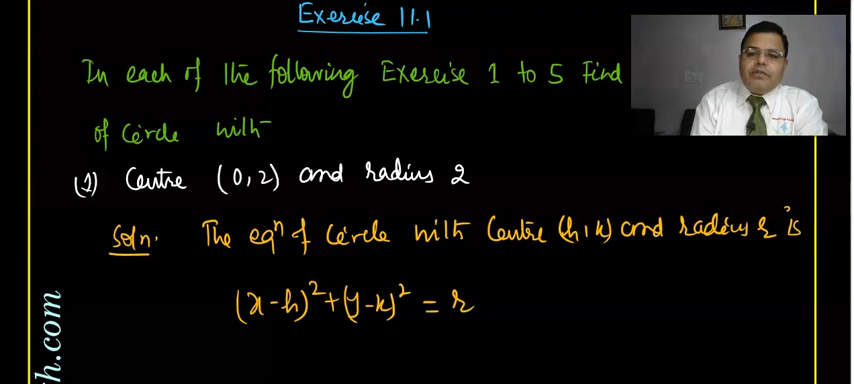 Exercise 11.1
In each of the following Exercise 1 to 5 Find
of Circle with
(1) Centre (0,2) and radius 2
Soln. The eqⁿ of Circle with Centre (h, k) and radius r is
(x-h)² + (y-k)² = r
th.com